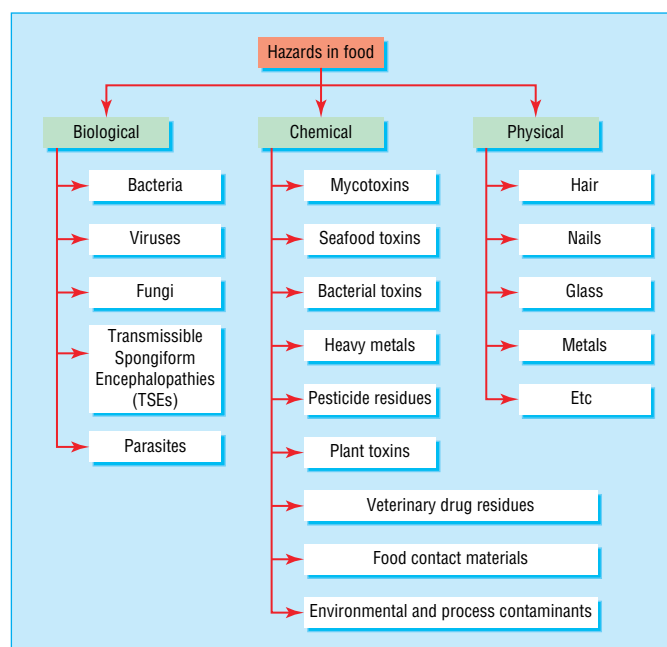 Hazards in food
Biological
Bacteria
Viruses
Fungi
Transmissible
Spongiform
Encephalopathies
(TSEs)
Parasites
Chemical
Mycotoxins
Seafood toxins
Bacterial toxins
Heavy metals
Pesticide residues
Plant toxins
Veterinary drug residues
Food contact materials
Environmental and process contaminants
Physical
Hair
Nails
Glass
Metals
Etc